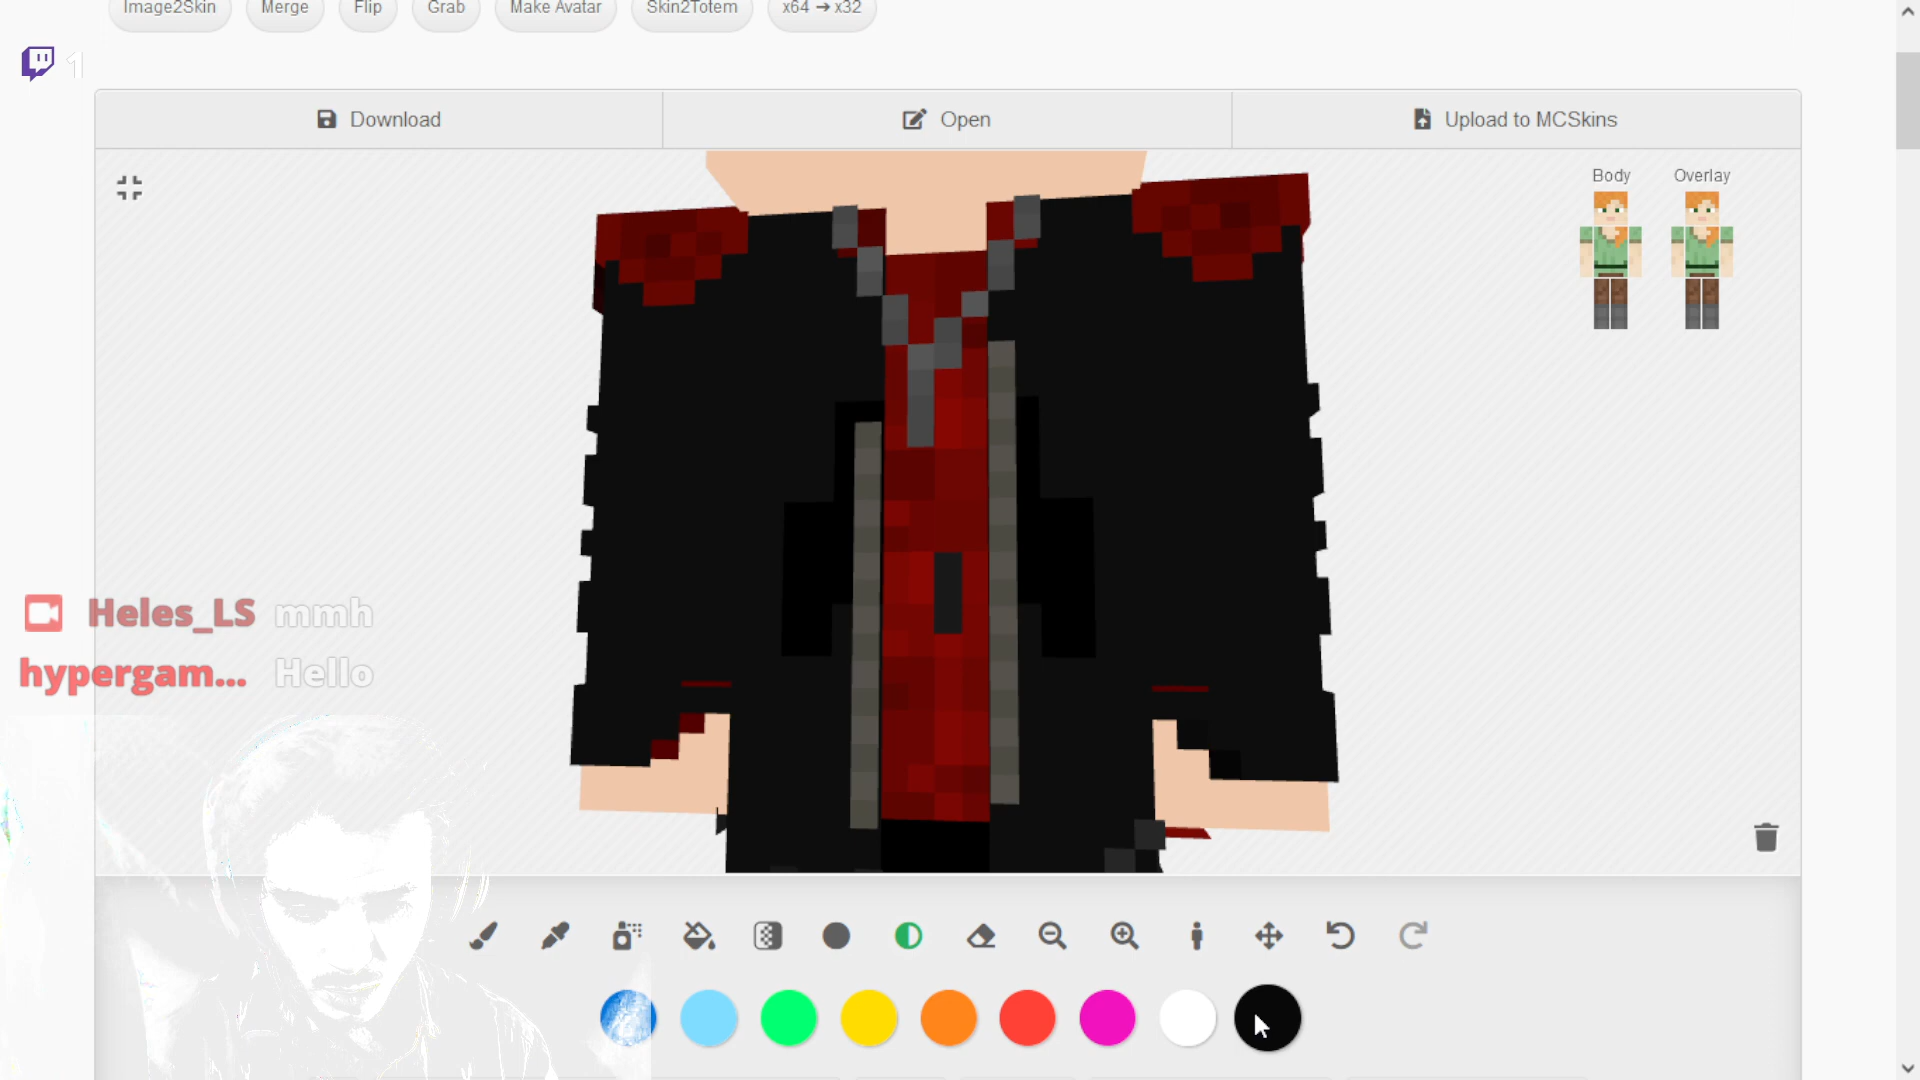 Image2Skin Merge Flip Grab Make Avatar Skin2Totem x64 → x32
1
Download Open Upload to MCSkins
Body Overlay
Heles_LS mmh
hypergam... Hello